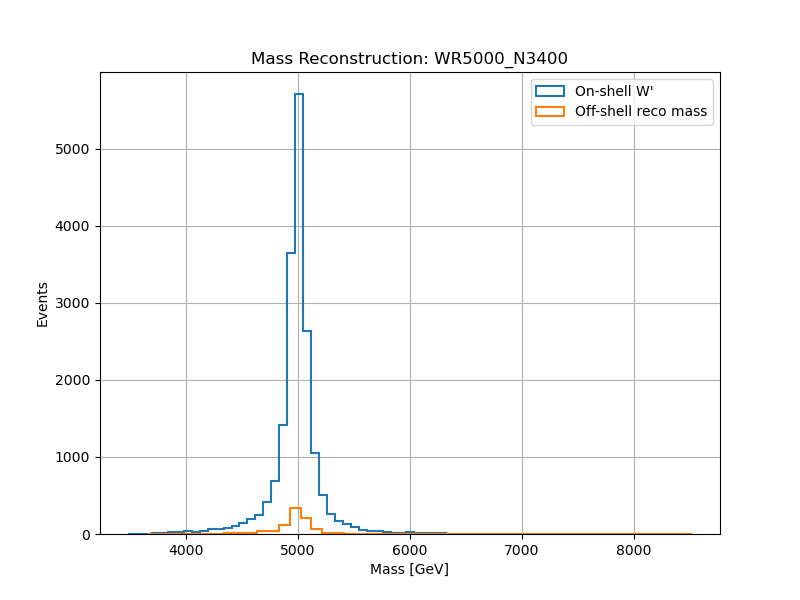 Mass Reconstruction: WR5000_N3400
On-shell W'
Off-shell reco mass
Events
5000
4000
3000
2000
1000
0
4000 5000 6000 7000 8000
Mass [GeV]